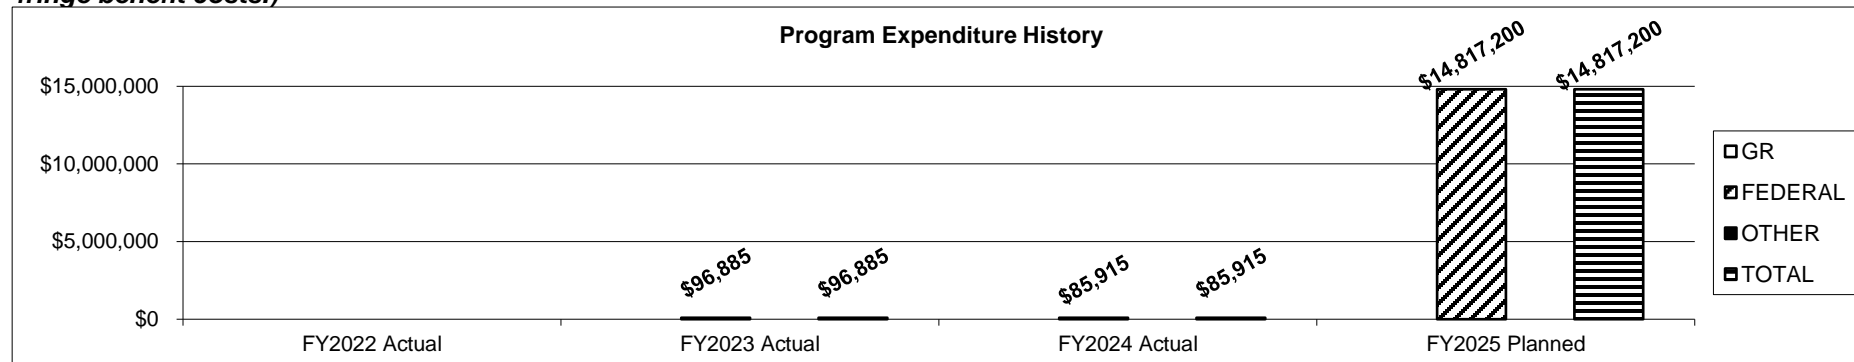 fringe benefit costs.)
Program Expenditure History
$14,817,200 $14,817,200
$15,000,000
$10,000,000
$5,000,000
$0
$96,885 $96,885 $85,915 $85,915
FY2022 Actual FY2023 Actual FY2024 Actual FY2025 Planned
GR
FEDERAL
OTHER
TOTAL